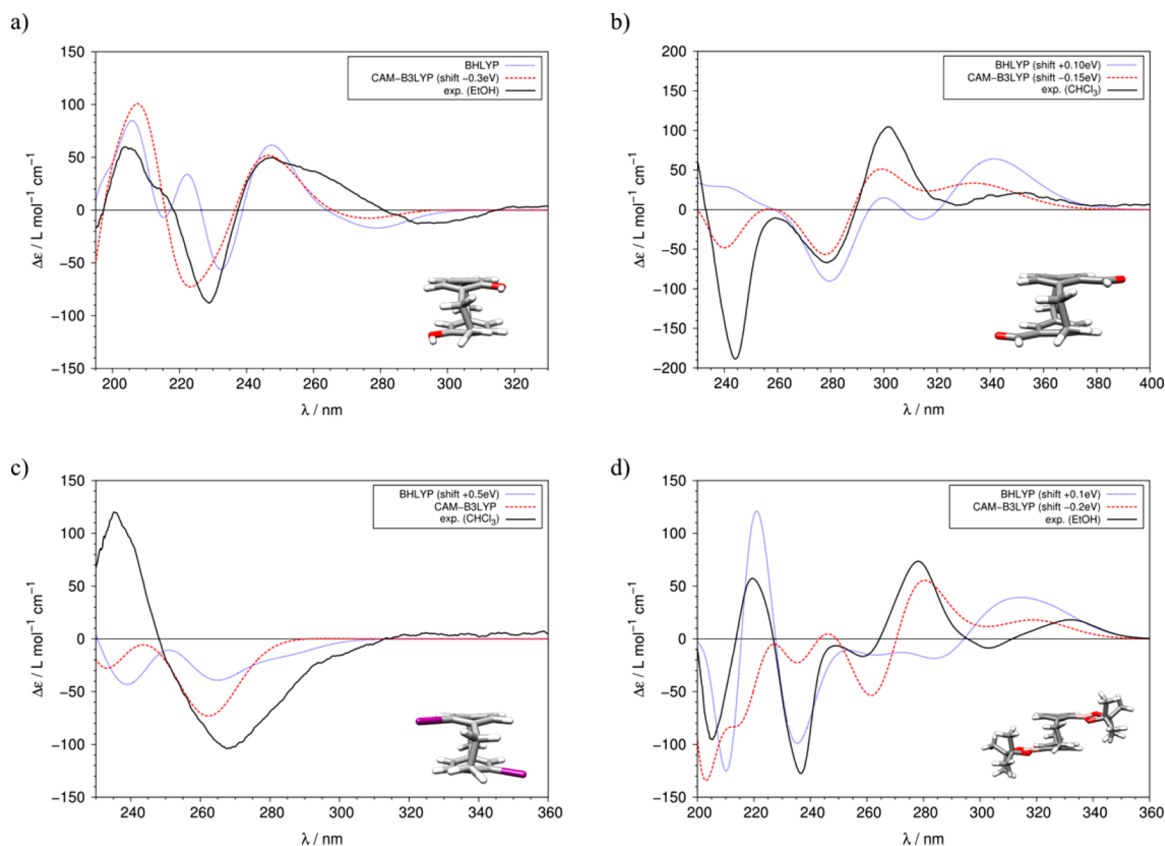 a)
150
100
50
0
−50
−100
−150
Δε / L mol⁻¹ cm⁻¹
BHLYP
CAM−B3LYP (shift −0.3eV)
exp. (EtOH)
200 220 240 260 280 300 320
λ / nm
b)
200
150
100
50
0
−50
−100
−150
−200
Δε / L mol⁻¹ cm⁻¹
BHLYP (shift +0.10eV)
CAM−B3LYP (shift −0.15eV)
exp. (CHCl₃)
240 260 280 300 320 340 360 380 400
λ / nm
c)
150
100
50
0
−50
−100
−150
Δε / L mol⁻¹ cm⁻¹
BHLYP (shift +0.5eV)
CAM−B3LYP
exp. (CHCl₃)
240 260 280 300 320 340 360
λ / nm
d)
150
100
50
0
−50
−100
−150
Δε / L mol⁻¹ cm⁻¹
BHLYP (shift +0.1eV)
CAM−B3LYP (shift −0.2eV)
exp. (EtOH)
200 220 240 260 280 300 320 340 360
λ / nm